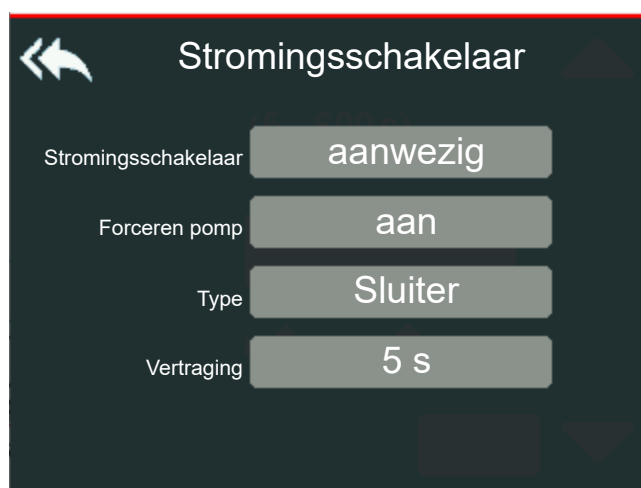 Stromingsschakelaar
Stromingsschakelaar aanwezig
Forceren pomp aan
Type Sluiter
Vertraging 5 s